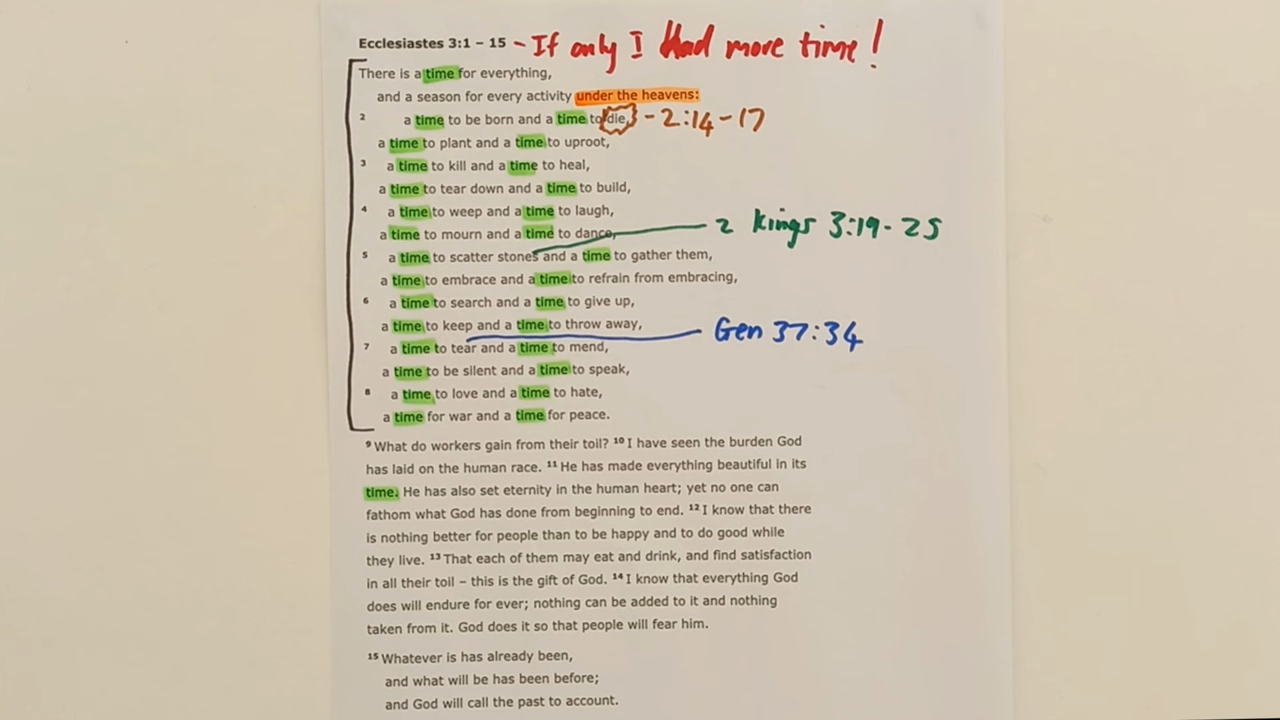 Ecclesiastes 3:1 – 15 - If only I Had more time!
There is a time for everything,
and a season for every activity under the heavens:
2 a time to be born and a time to die, - 2:14-17
a time to plant and a time to uproot,
3 a time to kill and a time to heal,
a time to tear down and a time to build,
4 a time to weep and a time to laugh,
a time to mourn and a time to dance,
2 Kings 3:19-25
5 a time to scatter stones and a time to gather them,
a time to embrace and a time to refrain from embracing,
6 a time to search and a time to give up,
a time to keep and a time to throw away,
Gen 37:34
7 a time to tear and a time to mend,
a time to be silent and a time to speak,
8 a time to love and a time to hate,
a time for war and a time for peace.
9 What do workers gain from their toil? 10 I have seen the burden God
has laid on the human race. 11 He has made everything beautiful in its
time. He has also set eternity in the human heart; yet no one can
fathom what God has done from beginning to end. 12 I know that there
is nothing better for people than to be happy and to do good while
they live. 13 That each of them may eat and drink, and find satisfaction
in all their toil – this is the gift of God. 14 I know that everything God
does will endure for ever; nothing can be added to it and nothing
taken from it. God does it so that people will fear him.
15 Whatever is has already been,
and what will be has been before;
and God will call the past to account.